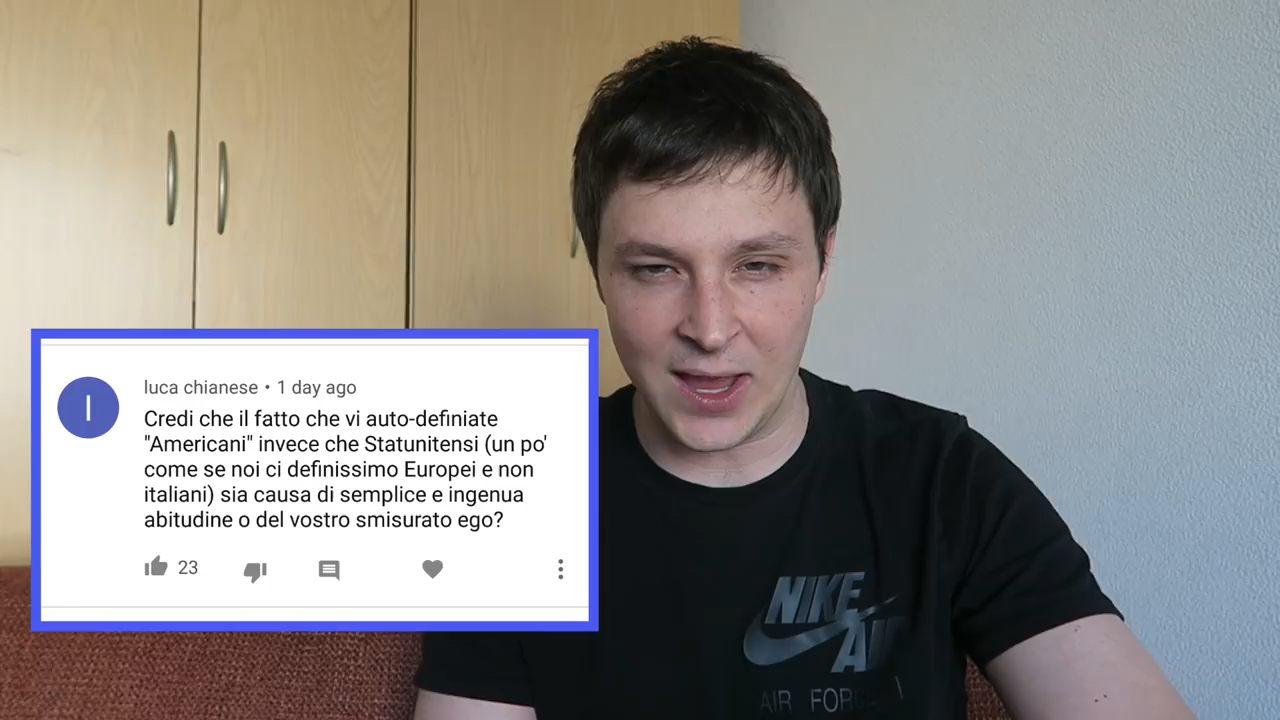 luca chianese • 1 day ago
Credi che il fatto che vi auto-definiate
"Americani" invece che Statunitensi (un po'
come se noi ci definissimo Europei e non
italiani) sia causa di semplice e ingenua
abitudine o del vostro smisurato ego?
23
NIKE
AIR
AIR FORCE